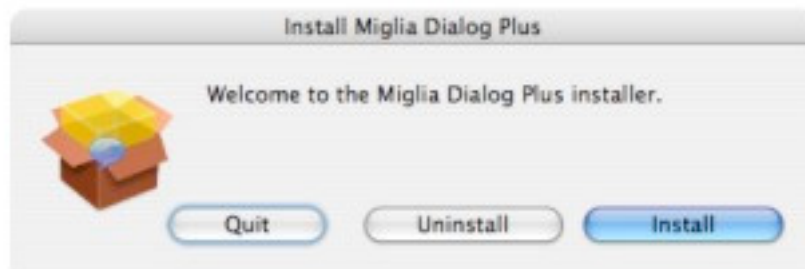 Install Miglia Dialog Plus
Welcome to the Miglia Dialog Plus installer.
Quit
Uninstall
Install